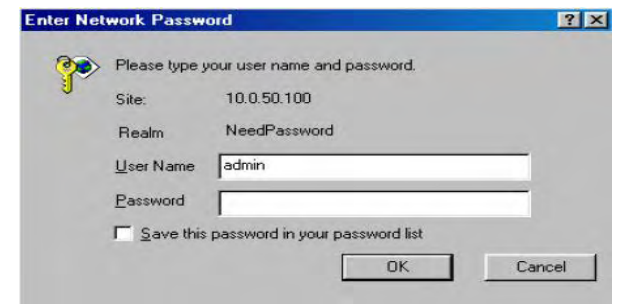 Enter Network Password
Please type your user name and password.
Site: 10.0.50.100
Realm NeedPassword
User Name admin
Password
Save this password in your password list
OK Cancel